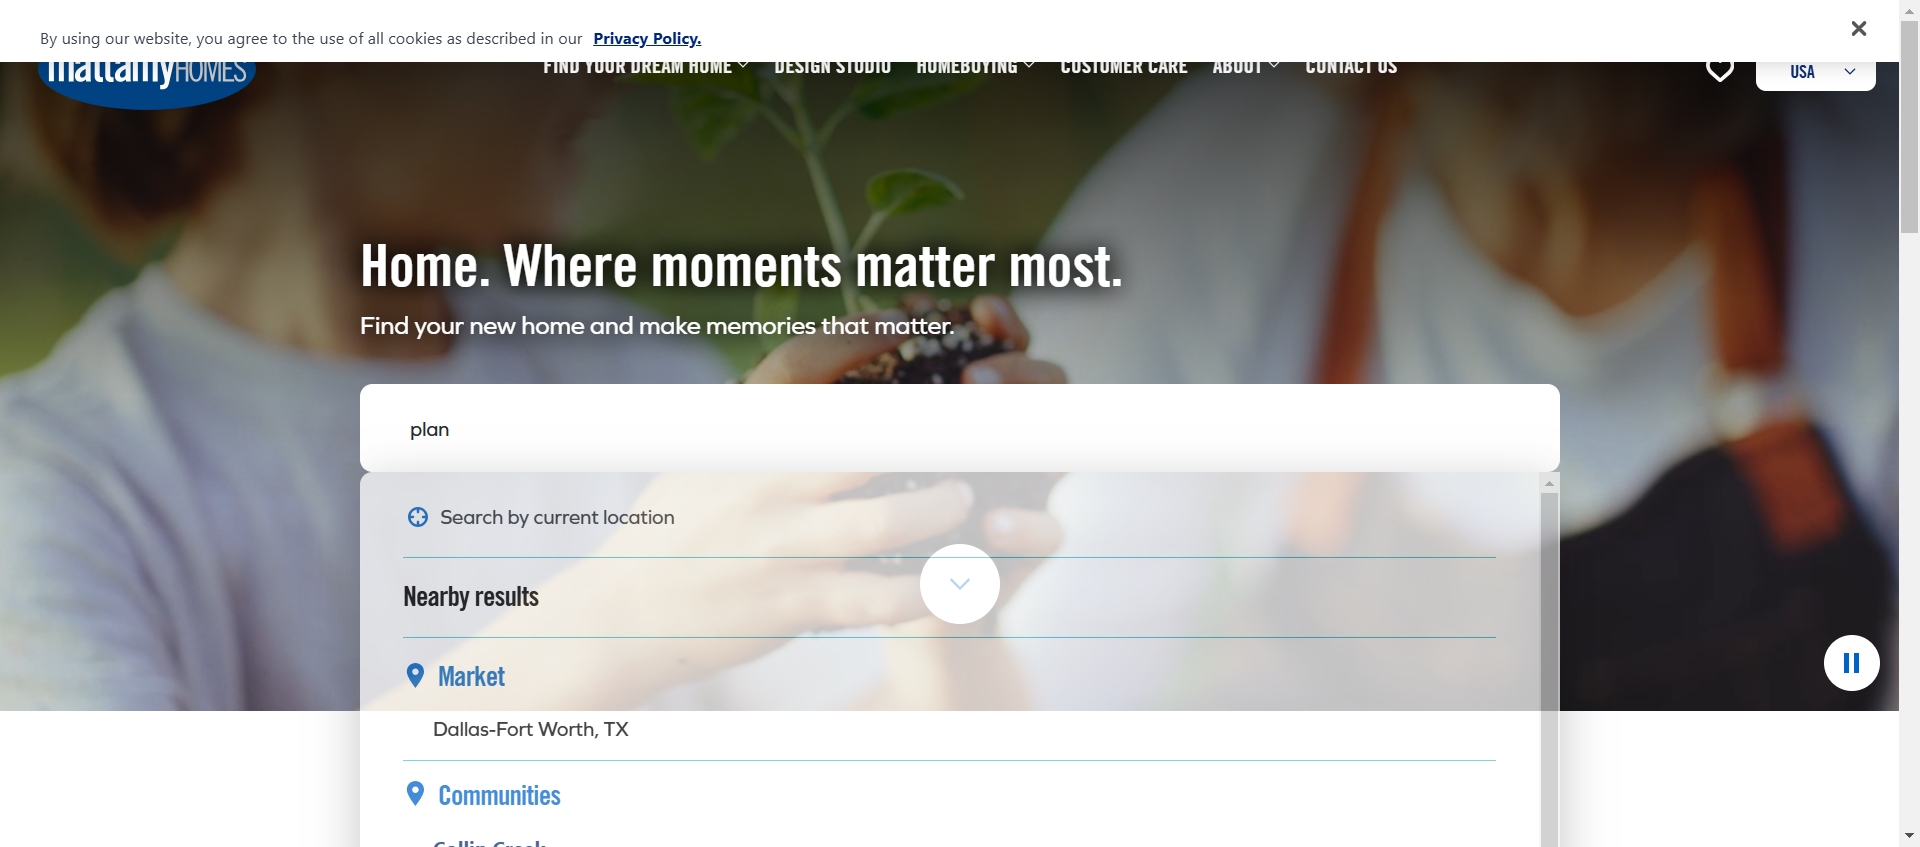 By using our website, you agree to the use of all cookies as described in our Privacy Policy.
mattamyHOMES
FIND YOUR DREAM HOME
DESIGN STUDIO
HOMEBUYING
CUSTOMER CARE
ABOUT
CONTACT US
USA
Home. Where moments matter most.
Find your new home and make memories that matter.
plan
Search by current location
Nearby results
Market
Dallas-Fort Worth, TX
Communities
Collin Creek